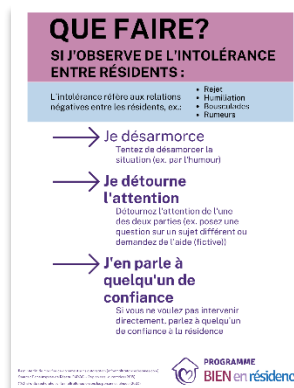 QUE FAIRE?
SI J'OBSERVE DE L'INTOLÉRANCE
ENTRE RÉSIDENTS :
L'intolérance réfère aux relations
négatives entre les résidents, ex.:
• Rejet
• Humiliation
• Bousculades
• Rumeurs
Je désarmorce
Tentez de désamorcer la
situation (ex. par l'humour)
Je détourne
l'attention
Détournez l'attention de l'une
des deux parties (ex. posez une
question sur un sujet différent ou
demandez de l'aide (fictive))
J'en parle à
quelqu'un de
confiance
Si vous ne voulez pas intervenir
directement, parlez à quelqu'un
de confiance à la résidence
PROGRAMME
BIEN en résidence